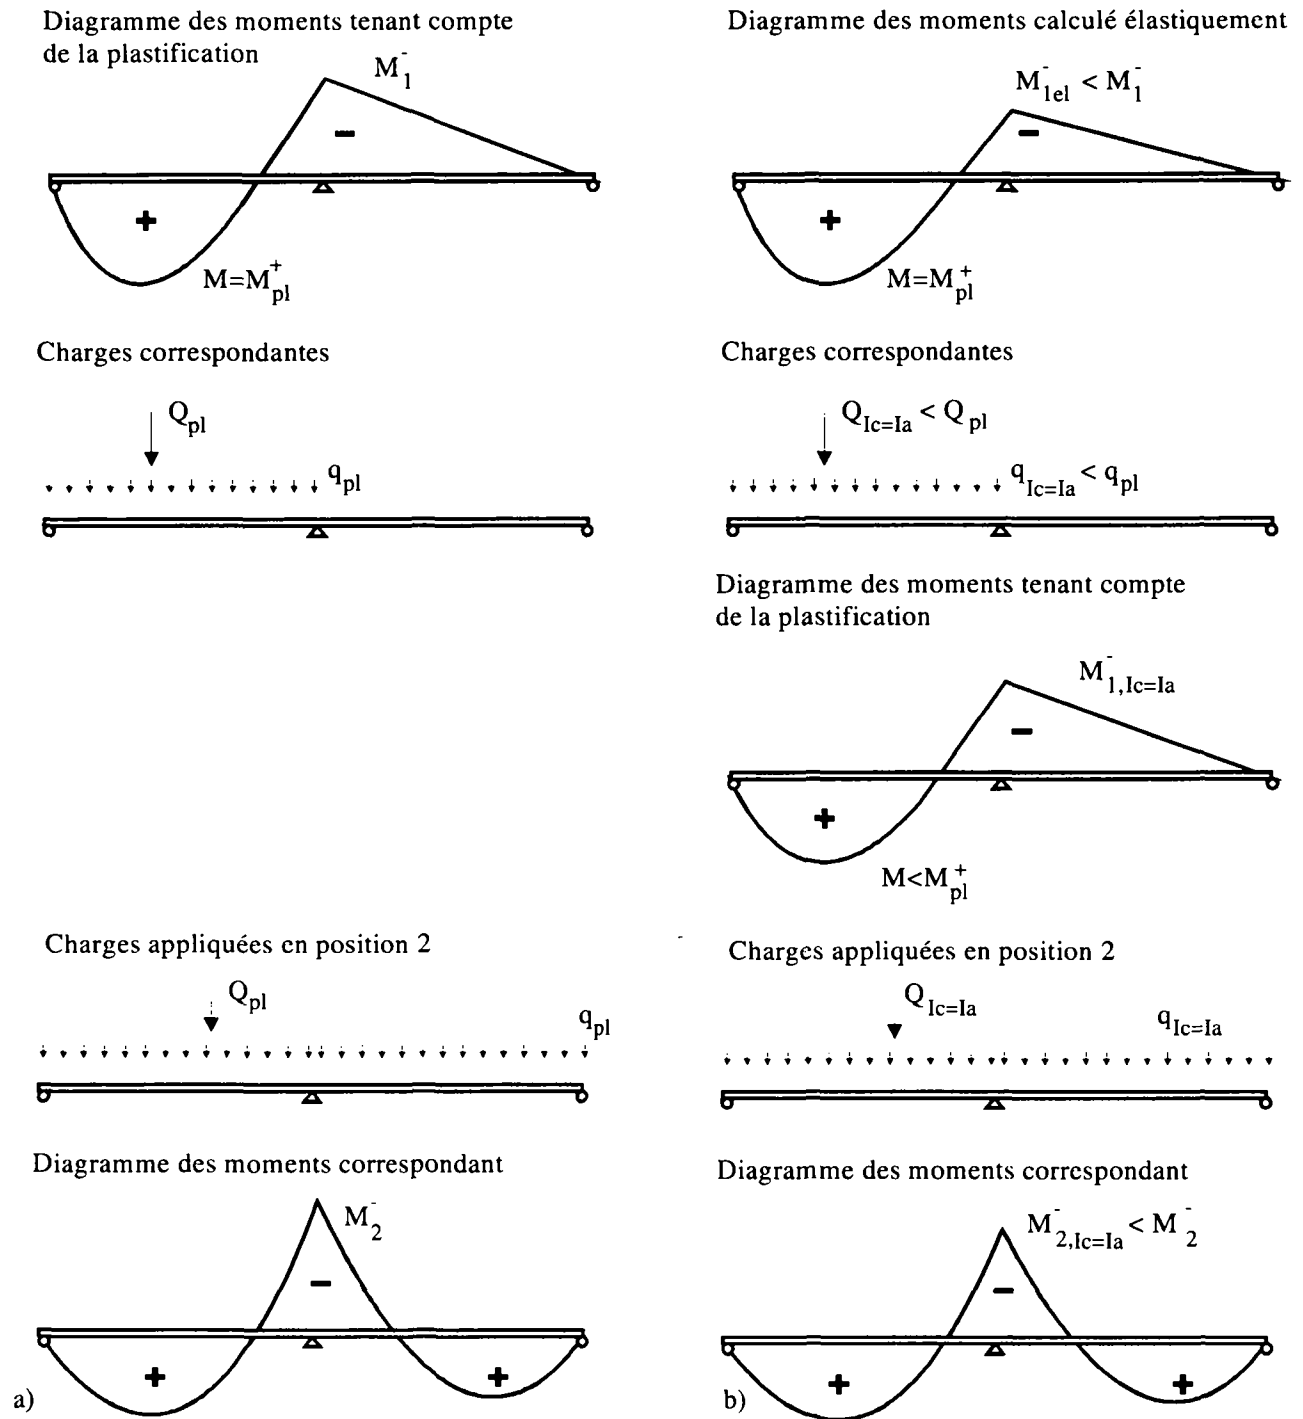 Diagramme des moments tenant compte
de la plastification
M₁⁻
−
+
M=M⁺pl
Charges correspondantes
Qpl
qpl
Charges appliquées en position 2
Qpl
qpl
Diagramme des moments correspondant
M₂⁻
−
+
+
a)
Diagramme des moments calculé élastiquement
M⁻1el < M₁⁻
−
+
M=M⁺pl
Charges correspondantes
QIc=Ia < Qpl
qIc=Ia < qpl
Diagramme des moments tenant compte
de la plastification
M⁻1,Ic=Ia
−
+
M<M⁺pl
Charges appliquées en position 2
QIc=Ia
qIc=Ia
Diagramme des moments correspondant
M⁻2,Ic=Ia < M⁻2
−
+
+
b)